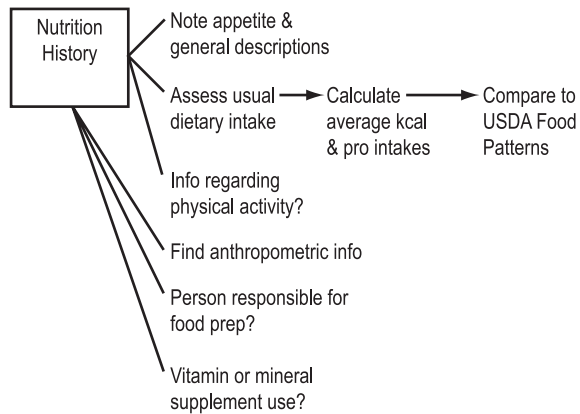 Nutrition
History
Note appetite &
general descriptions
Assess usual
dietary intake
Calculate
average kcal
& pro intakes
Compare to
USDA Food
Patterns
Info regarding
physical activity?
Find anthropometric info
Person responsible for
food prep?
Vitamin or mineral
supplement use?